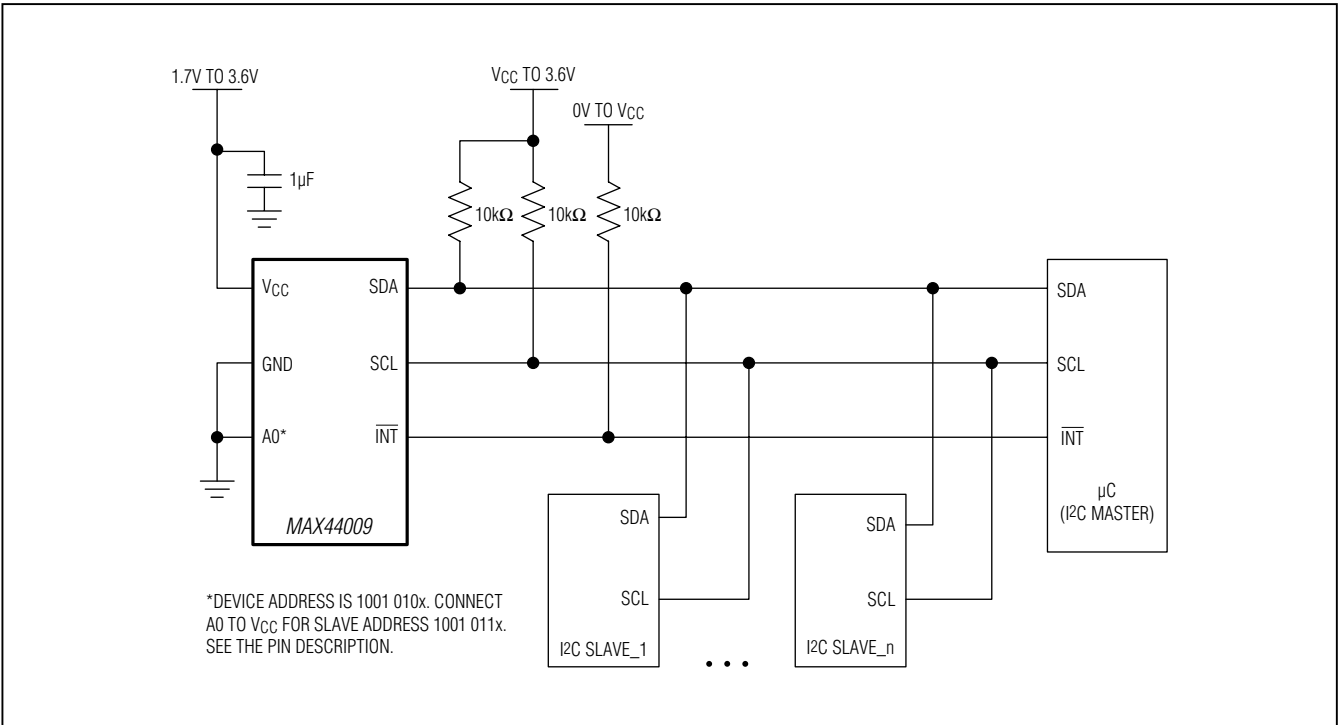 1.7V TO 3.6V
VCC TO 3.6V
0V TO VCC
1µF
10kΩ
10kΩ
10kΩ
VCC
SDA
GND
SCL
A0*
INT
MAX44009
SDA
SCL
INT
µC
(I2C MASTER)
SDA
SCL
I2C SLAVE_1
• • •
SDA
SCL
I2C SLAVE_n
*DEVICE ADDRESS IS 1001 010x. CONNECT
A0 TO VCC FOR SLAVE ADDRESS 1001 011x.
SEE THE PIN DESCRIPTION.